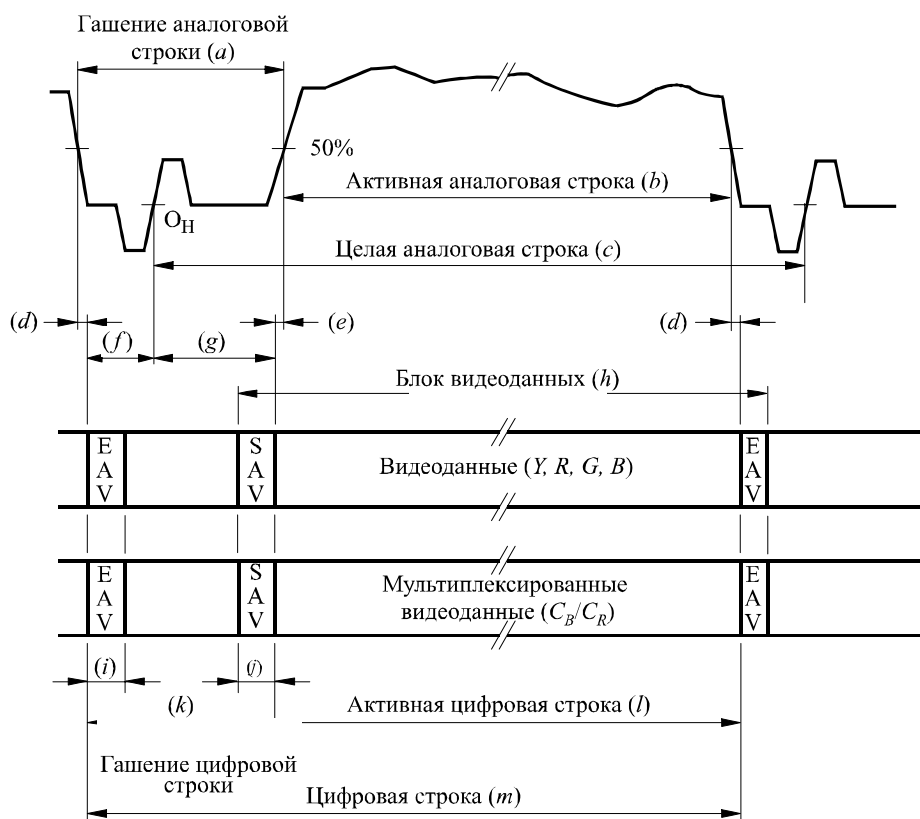 Гашение аналоговой
строки (a)
50%
Активная аналоговая строка (b)
O_H
Целая аналоговая строка (c)
(d) (e) (d)
(f) (g)
Блок видеоданных (h)
E A V
S A V
Видеоданные (Y, R, G, B)
E A V
E A V
S A V
Мультиплексированные
видеоданные (C_B/C_R)
E A V
(i) (j)
(k) Активная цифровая строка (l)
Гашение цифровой
строки
Цифровая строка (m)